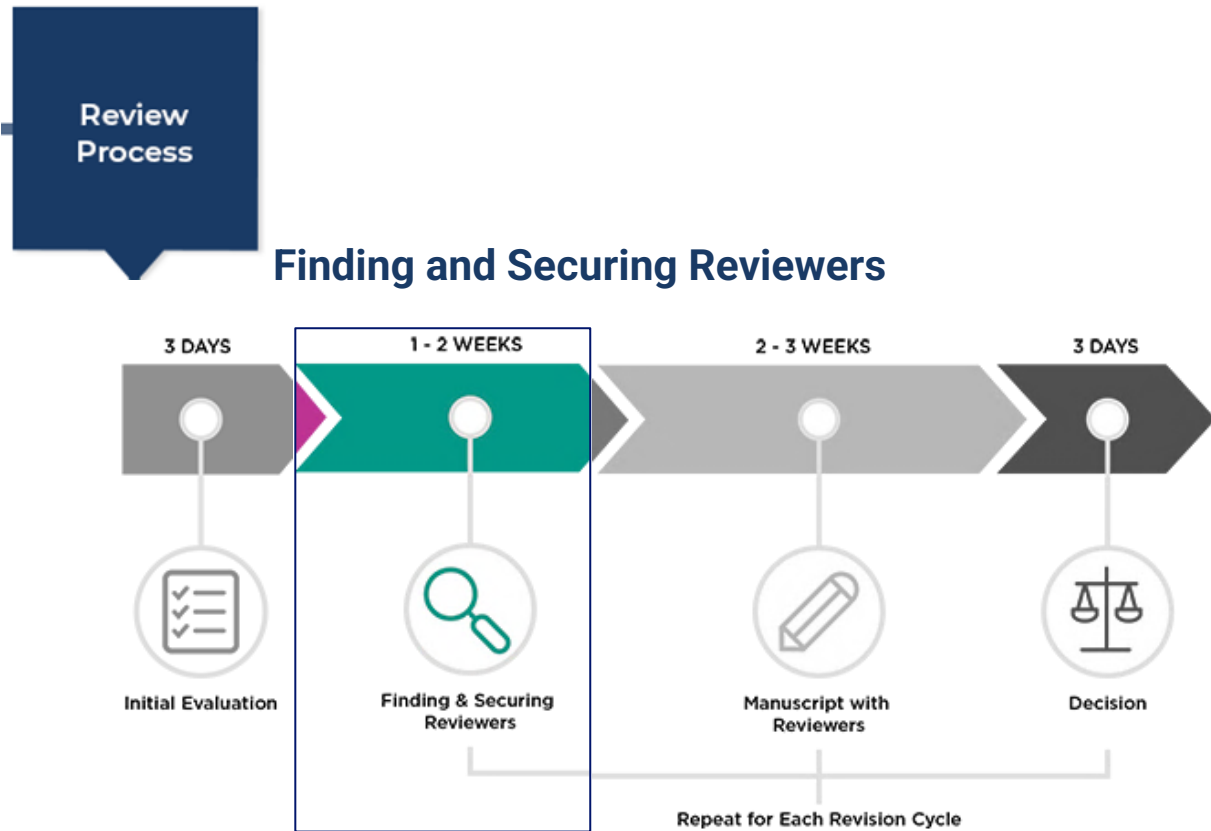 Review
Process
Finding and Securing Reviewers
3 DAYS
1 - 2 WEEKS
2 - 3 WEEKS
3 DAYS
Initial Evaluation
Finding & Securing
Reviewers
Manuscript with
Reviewers
Decision
Repeat for Each Revision Cycle